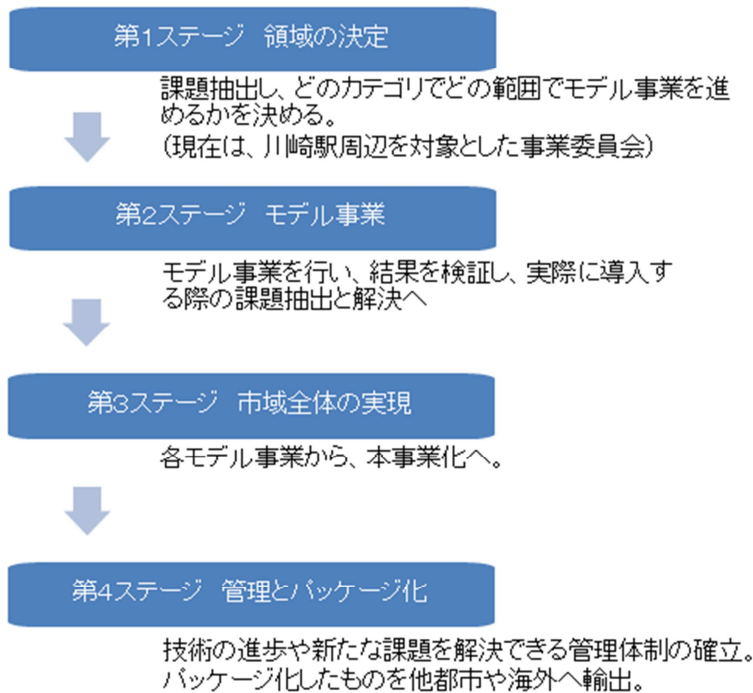 第1ステージ 領域の決定
課題抽出し、どのカテゴリでどの範囲でモデル事業を進
めるかを決める。
(現在は、川崎駅周辺を対象とした事業委員会)
第2ステージ モデル事業
モデル事業を行い、結果を検証し、実際に導入す
る際の課題抽出と解決へ
第3ステージ 市域全体の実現
各モデル事業から、本事業化へ。
第4ステージ 管理とパッケージ化
技術の進歩や新たな課題を解決できる管理体制の確立。
パッケージ化したものを他都市や海外へ輸出。